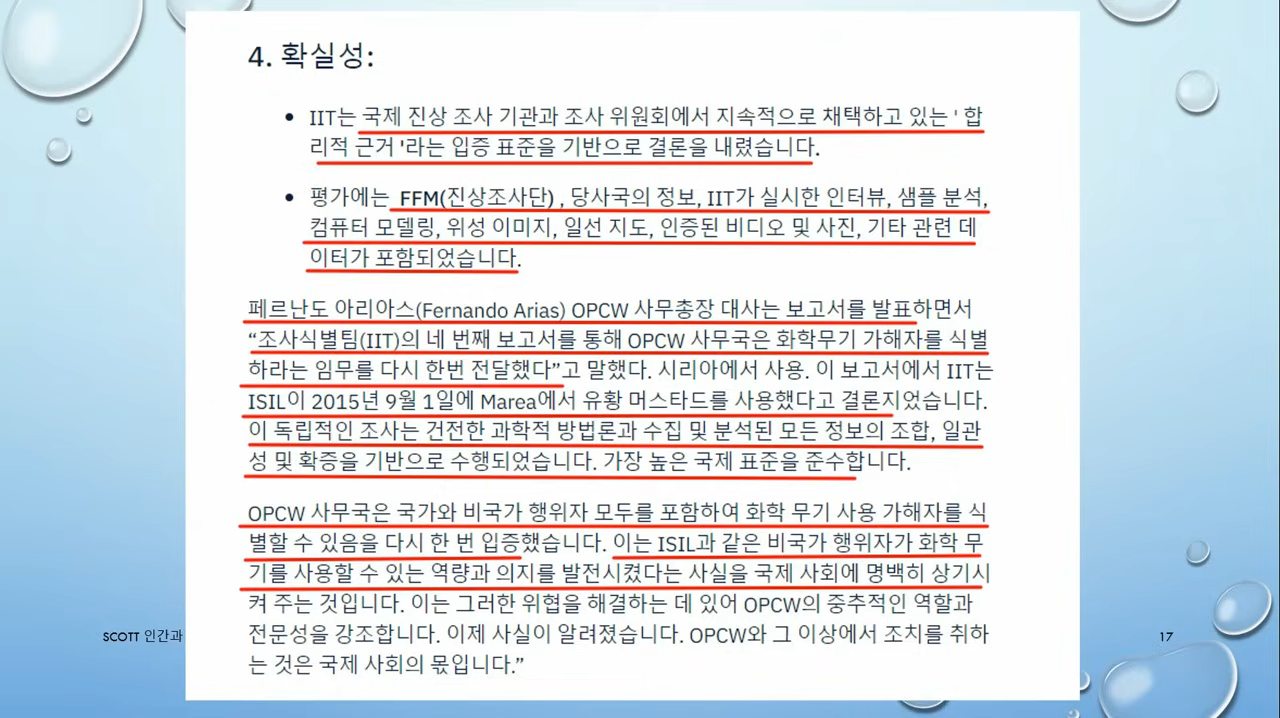 4. 확실성:
• IIT는 국제 진상 조사 기관과 조사 위원회에서 지속적으로 채택하고 있는 ' 합
리적 근거 '라는 입증 표준을 기반으로 결론을 내렸습니다.
• 평가에는 FFM(진상조사단) , 당사국의 정보, IIT가 실시한 인터뷰, 샘플 분석,
컴퓨터 모델링, 위성 이미지, 일선 지도, 인증된 비디오 및 사진, 기타 관련 데
이터가 포함되었습니다.
페르난도 아리아스(Fernando Arias) OPCW 사무총장 대사는 보고서를 발표하면서
“조사식별팀(IIT)의 네 번째 보고서를 통해 OPCW 사무국은 화학무기 가해자를 식별
하라는 임무를 다시 한번 전달했다”고 말했다. 시리아에서 사용. 이 보고서에서 IIT는
ISIL이 2015년 9월 1일에 Marea에서 유황 머스타드를 사용했다고 결론지었습니다.
이 독립적인 조사는 건전한 과학적 방법론과 수집 및 분석된 모든 정보의 조합, 일관
성 및 확증을 기반으로 수행되었습니다. 가장 높은 국제 표준을 준수합니다.
OPCW 사무국은 국가와 비국가 행위자 모두를 포함하여 화학 무기 사용 가해자를 식
별할 수 있음을 다시 한 번 입증했습니다. 이는 ISIL과 같은 비국가 행위자가 화학 무
기를 사용할 수 있는 역량과 의지를 발전시켰다는 사실을 국제 사회에 명백히 상기시
켜 주는 것입니다. 이는 그러한 위협을 해결하는 데 있어 OPCW의 중추적인 역할과
전문성을 강조합니다. 이제 사실이 알려졌습니다. OPCW와 그 이상에서 조치를 취하
는 것은 국제 사회의 몫입니다.”
SCOTT 인간과
17